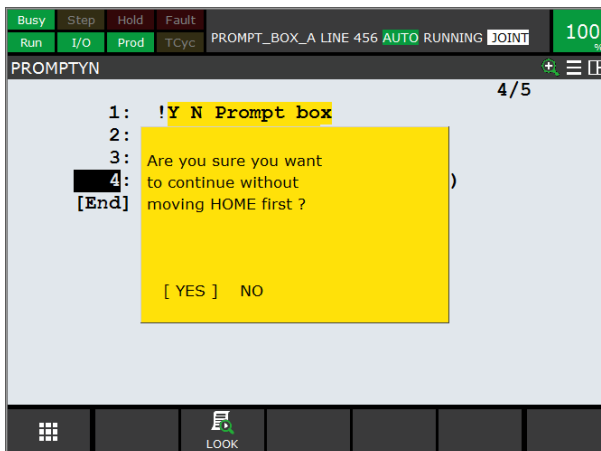 Busy Step Hold Fault
Run I/O Prod TCyc PROMPT_BOX_A LINE 456 AUTO RUNNING JOINT 100
%
PROMPTYN
4/5
1: !Y N Prompt box
2:
3:
4: )
[End]
Are you sure you want
to continue without
moving HOME first ?
[ YES ] NO
LOOK